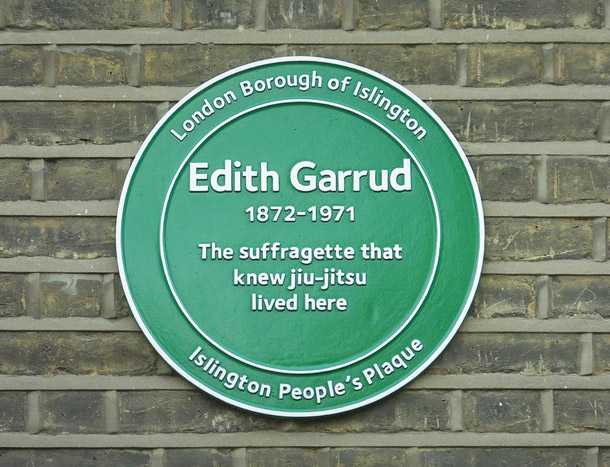 London Borough of Islington
Edith Garrud
1872-1971
The suffragette that
knew jiu-jitsu
lived here
Islington People's Plaque